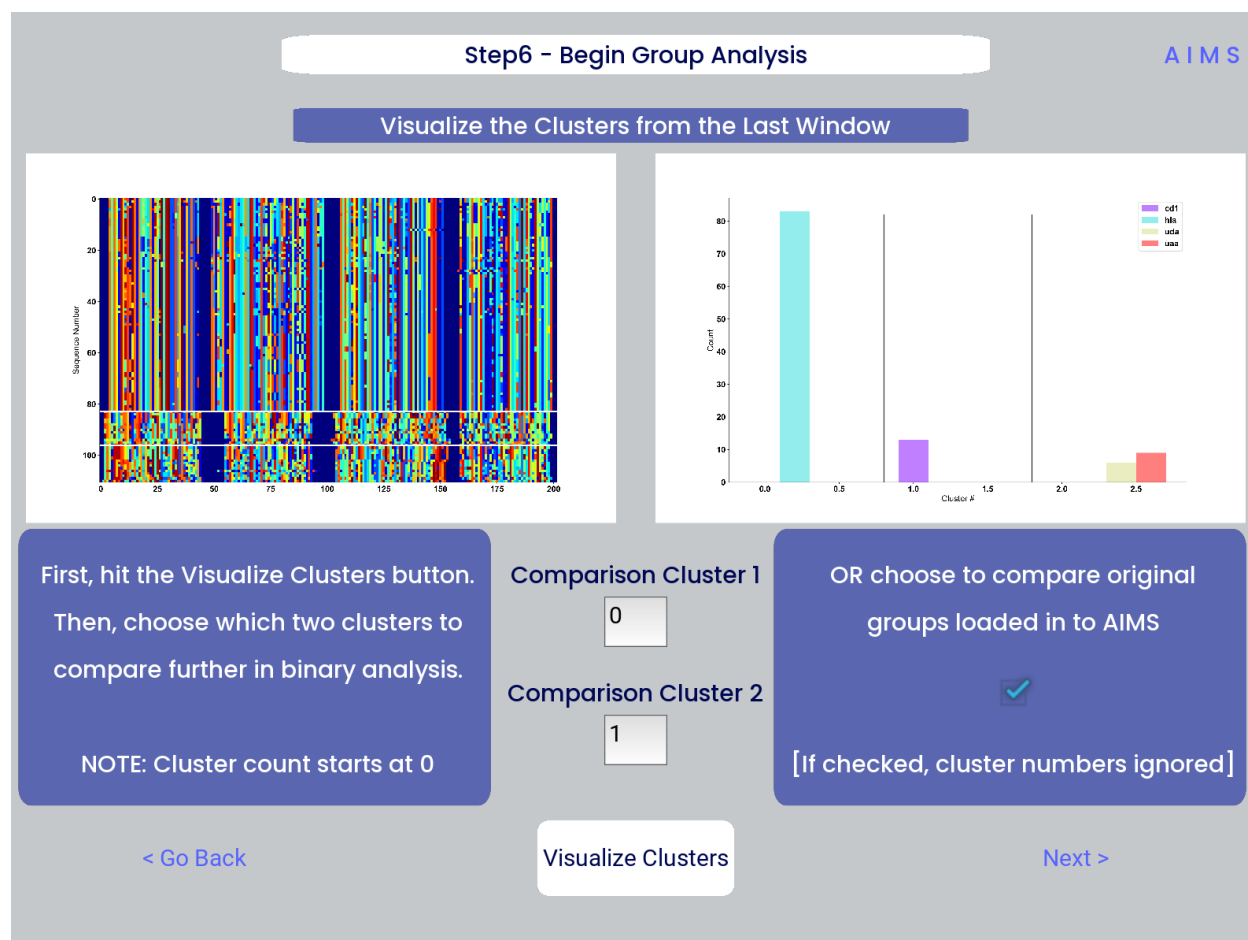 Step6 - Begin Group Analysis
A I M S
Visualize the Clusters from the Last Window
Sequence Number
0
20
40
60
80
100
0
25
50
75
100
125
150
175
200
Count
80
70
60
50
40
30
20
10
0
0.0
0.5
1.0
1.5
2.0
2.5
Cluster #
cd1
hla
uda
uaa
First, hit the Visualize Clusters button.
Then, choose which two clusters to
compare further in binary analysis.
NOTE: Cluster count starts at 0
Comparison Cluster 1
0
Comparison Cluster 2
1
OR choose to compare original
groups loaded in to AIMS
[If checked, cluster numbers ignored]
< Go Back
Visualize Clusters
Next >